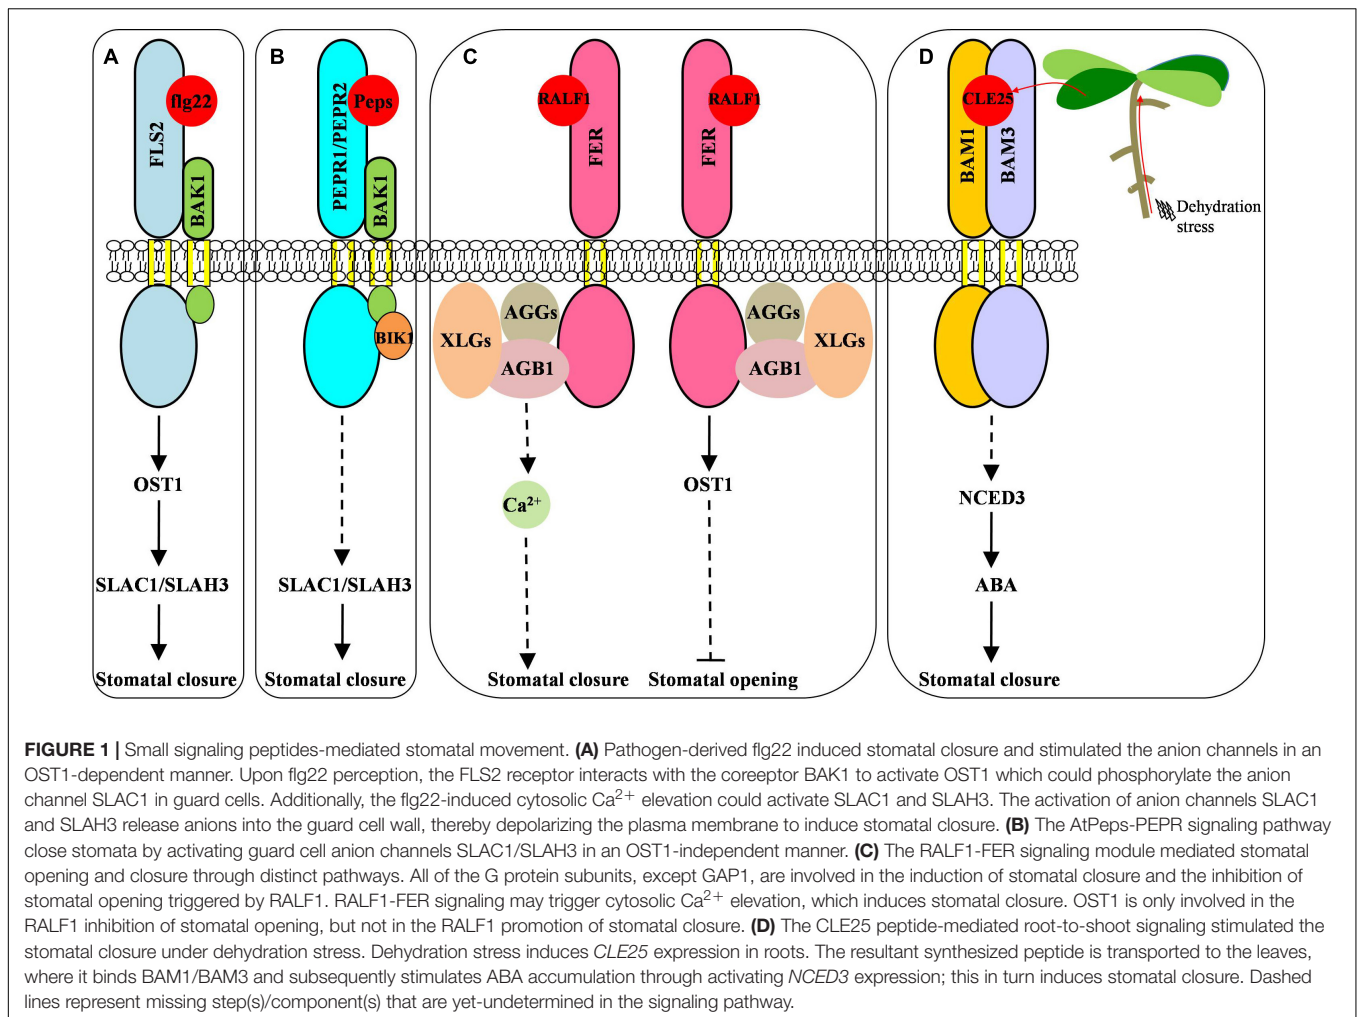 A
B
C
D
flg22
Peps
RALF1
RALF1
CLE25
FLS2
BAK1
PEPR1/PEPR2
BAK1
FER
FER
BAM1
BAM3
Dehydration
stress
BIK1
XLGs
AGGs
AGB1
AGGs
AGB1
XLGs
OST1
Ca²⁺
OST1
NCED3
SLAC1/SLAH3
SLAC1/SLAH3
ABA
Stomatal closure
Stomatal closure
Stomatal closure
Stomatal opening
Stomatal closure
FIGURE 1 | Small signaling peptides-mediated stomatal movement. (A) Pathogen-derived flg22 induced stomatal closure and stimulated the anion channels in an
OST1-dependent manner. Upon flg22 perception, the FLS2 receptor interacts with the coreeptor BAK1 to activate OST1 which could phosphorylate the anion
channel SLAC1 in guard cells. Additionally, the flg22-induced cytosolic Ca²⁺ elevation could activate SLAC1 and SLAH3. The activation of anion channels SLAC1
and SLAH3 release anions into the guard cell wall, thereby depolarizing the plasma membrane to induce stomatal closure. (B) The AtPeps-PEPR signaling pathway
close stomata by activating guard cell anion channels SLAC1/SLAH3 in an OST1-independent manner. (C) The RALF1-FER signaling module mediated stomatal
opening and closure through distinct pathways. All of the G protein subunits, except GAP1, are involved in the induction of stomatal closure and the inhibition of
stomatal opening triggered by RALF1. RALF1-FER signaling may trigger cytosolic Ca²⁺ elevation, which induces stomatal closure. OST1 is only involved in the
RALF1 inhibition of stomatal opening, but not in the RALF1 promotion of stomatal closure. (D) The CLE25 peptide-mediated root-to-shoot signaling stimulated the
stomatal closure under dehydration stress. Dehydration stress induces CLE25 expression in roots. The resultant synthesized peptide is transported to the leaves,
where it binds BAM1/BAM3 and subsequently stimulates ABA accumulation through activating NCED3 expression; this in turn induces stomatal closure. Dashed
lines represent missing step(s)/component(s) that are yet-undetermined in the signaling pathway.